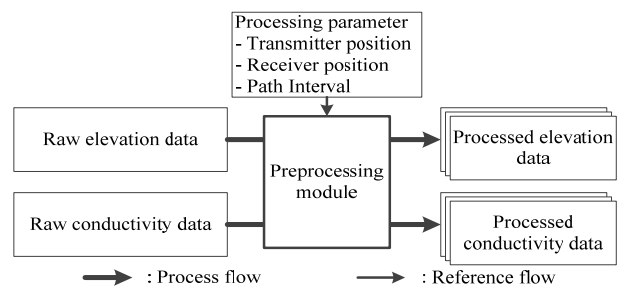 Processing parameter
- Transmitter position
- Receiver position
- Path Interval
Raw elevation data
Preprocessing
module
Processed elevation
data
Raw conductivity data
Processed
conductivity data
: Process flow
: Reference flow